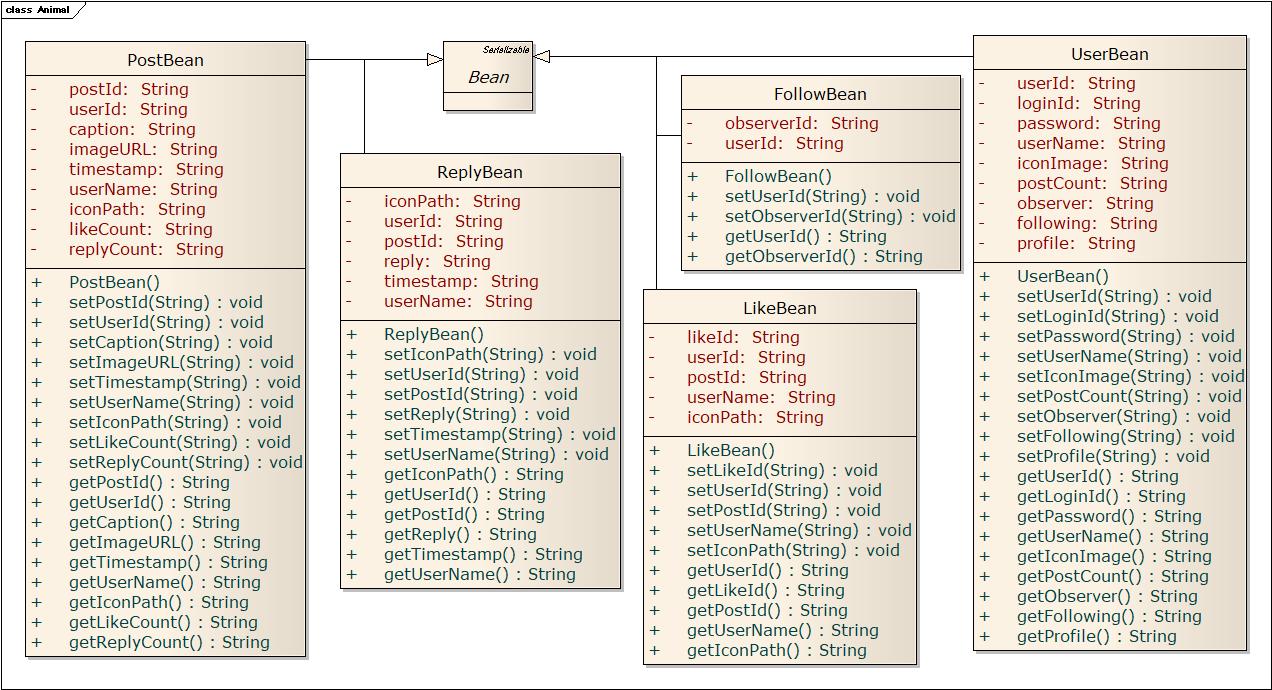 class Animal
PostBean
- postId: String
- userId: String
- caption: String
- imageURL: String
- timestamp: String
- userName: String
- iconPath: String
- likeCount: String
- replyCount: String
+ PostBean()
+ setPostId(String) : void
+ setUserId(String) : void
+ setCaption(String) : void
+ setImageURL(String) : void
+ setTimestamp(String) : void
+ setUserName(String) : void
+ setIconPath(String) : void
+ setLikeCount(String) : void
+ setReplyCount(String) : void
+ getPostId() : String
+ getUserId() : String
+ getCaption() : String
+ getImageURL() : String
+ getTimestamp() : String
+ getUserName() : String
+ getIconPath() : String
+ getLikeCount() : String
+ getReplyCount() : String
Serializable
Bean
ReplyBean
- iconPath: String
- userId: String
- postId: String
- reply: String
- timestamp: String
- userName: String
+ ReplyBean()
+ setIconPath(String) : void
+ setUserId(String) : void
+ setPostId(String) : void
+ setReply(String) : void
+ setTimestamp(String) : void
+ setUserName(String) : void
+ getIconPath() : String
+ getUserId() : String
+ getPostId() : String
+ getReply() : String
+ getTimestamp() : String
+ getUserName() : String
FollowBean
- observerId: String
- userId: String
+ FollowBean()
+ setUserId(String) : void
+ setObserverId(String) : void
+ getUserId() : String
+ getObserverId() : String
LikeBean
- likeId: String
- userId: String
- postId: String
- userName: String
- iconPath: String
+ LikeBean()
+ setLikeId(String) : void
+ setUserId(String) : void
+ setPostId(String) : void
+ setUserName(String) : void
+ setIconPath(String) : void
+ getUserId() : String
+ getLikeId() : String
+ getPostId() : String
+ getUserName() : String
+ getIconPath() : String
UserBean
- userId: String
- loginId: String
- password: String
- userName: String
- iconImage: String
- postCount: String
- observer: String
- following: String
- profile: String
+ UserBean()
+ setUserId(String) : void
+ setLoginId(String) : void
+ setPassword(String) : void
+ setUserName(String) : void
+ setIconImage(String) : void
+ setPostCount(String) : void
+ setObserver(String) : void
+ setFollowing(String) : void
+ setProfile(String) : void
+ getUserId() : String
+ getLoginId() : String
+ getPassword() : String
+ getUserName() : String
+ getIconImage() : String
+ getPostCount() : String
+ getObserver() : String
+ getFollowing() : String
+ getProfile() : String